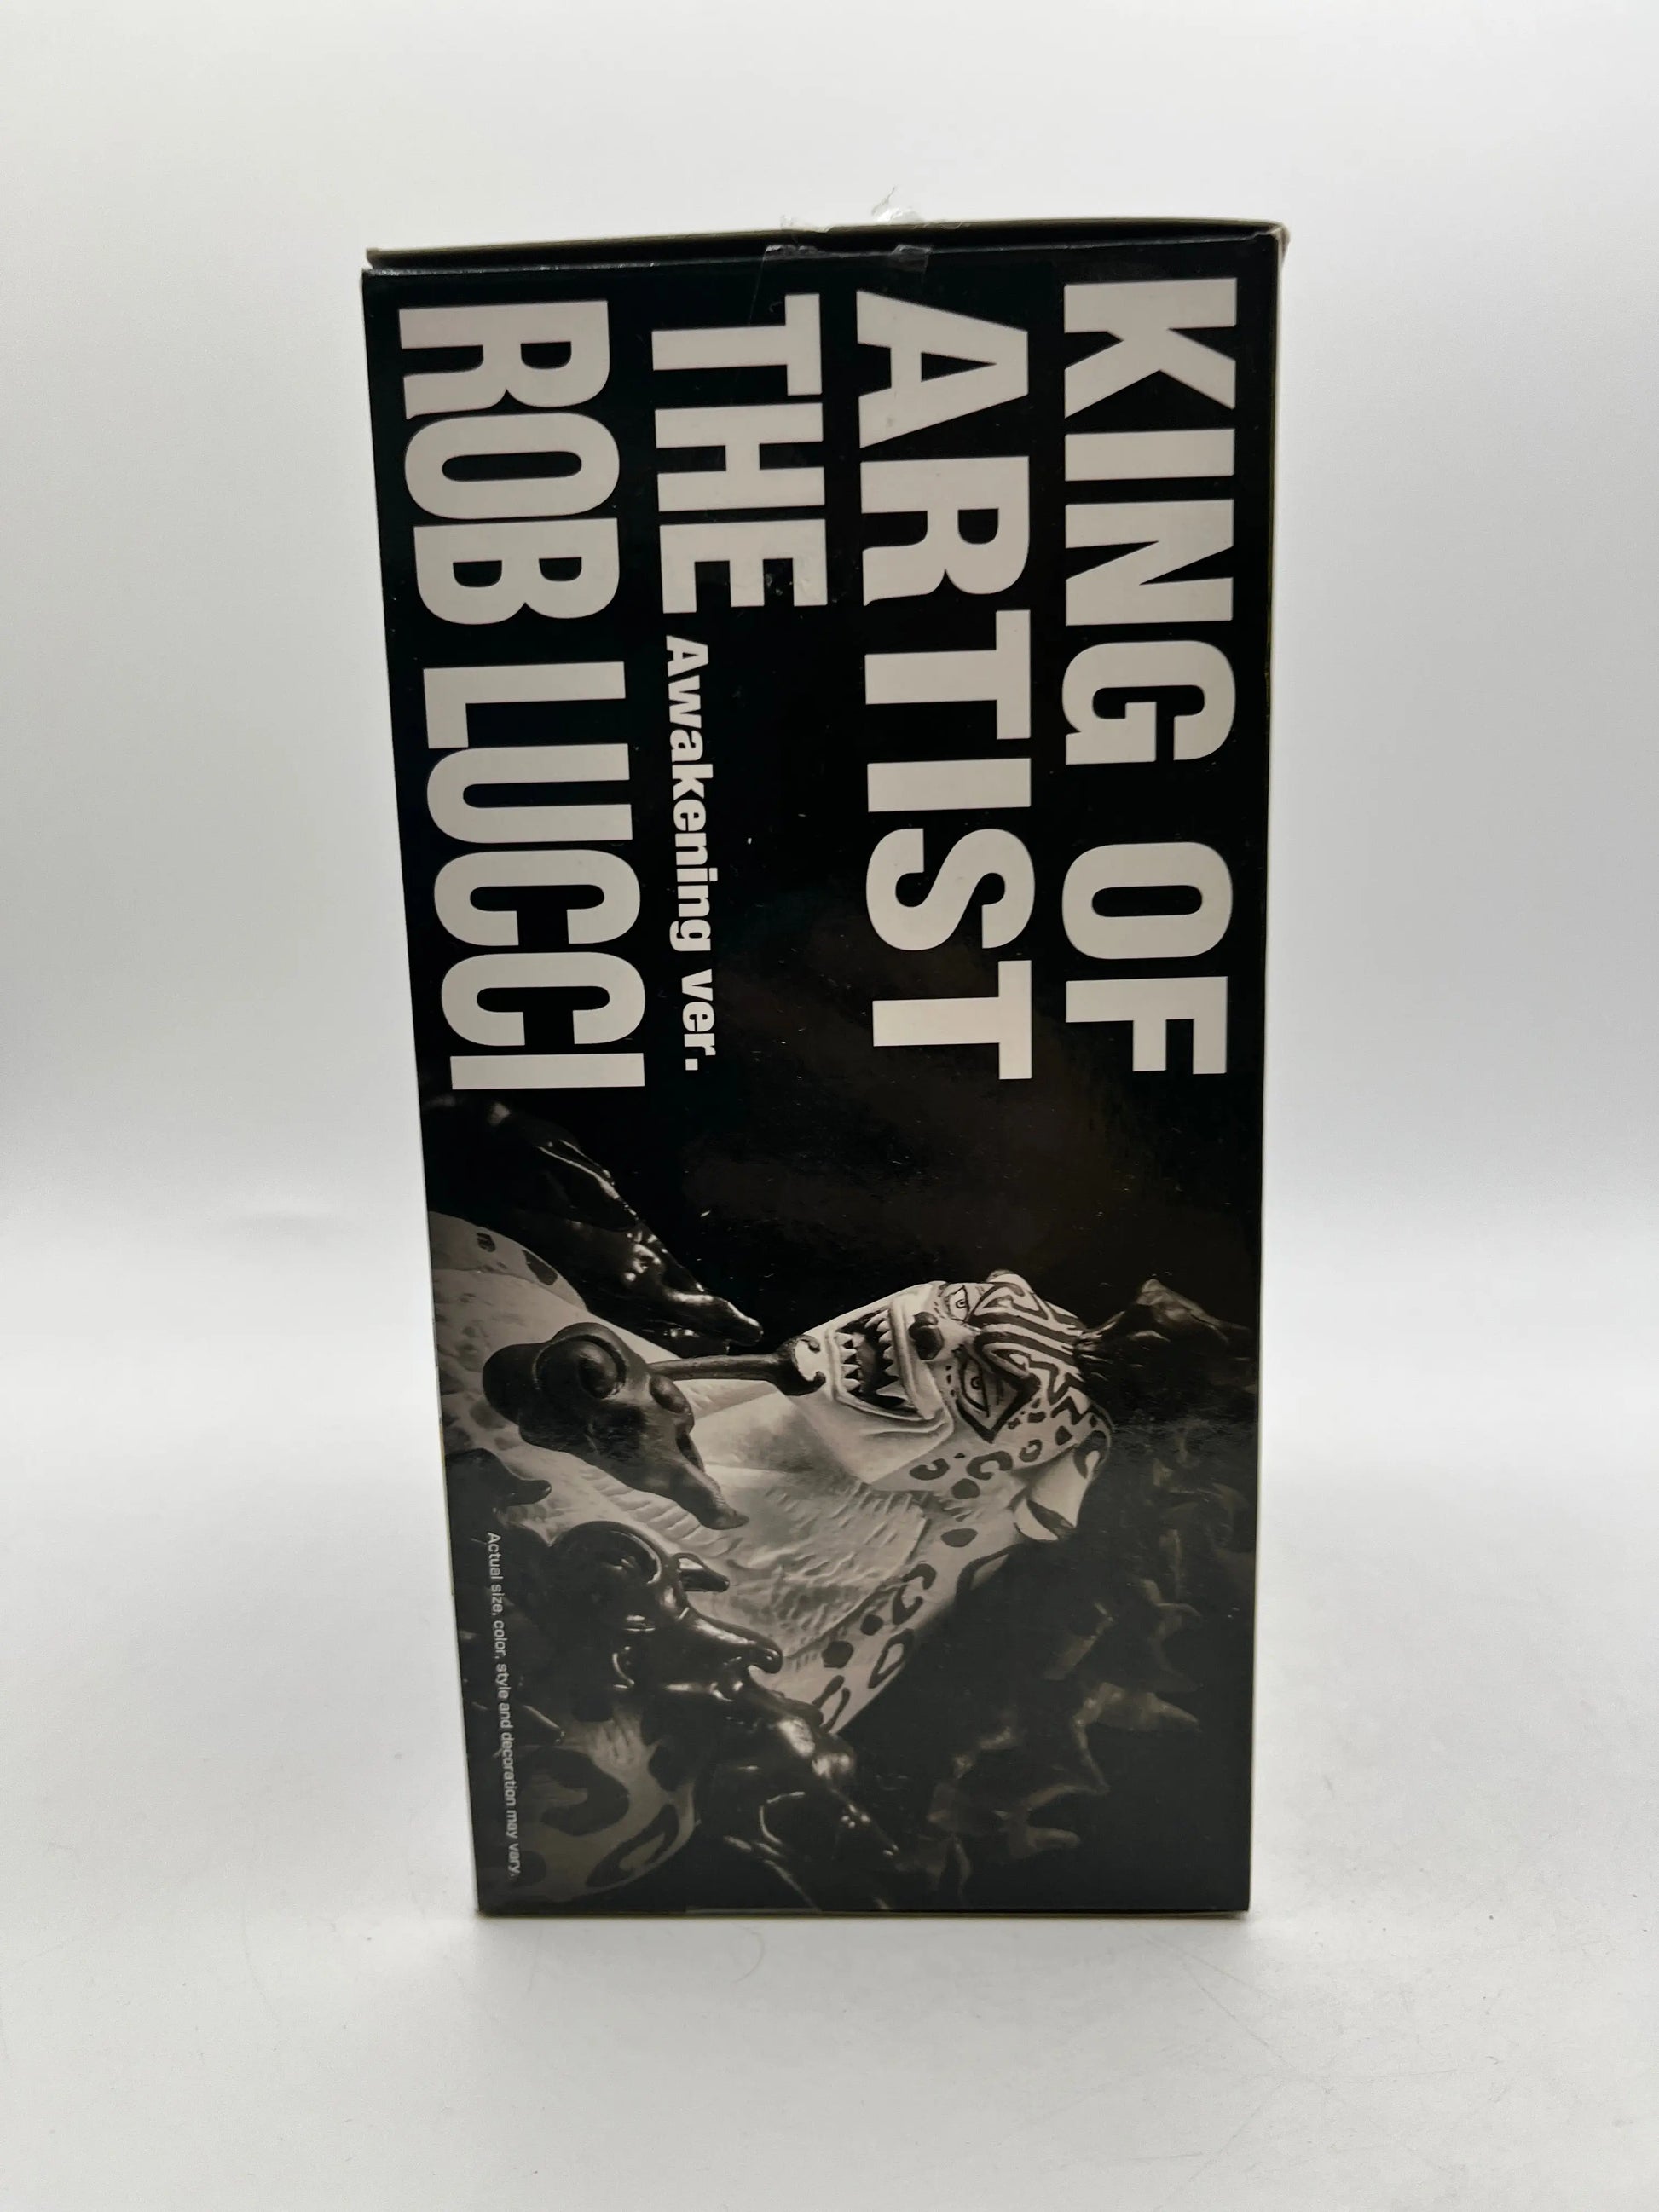 KING OF
ARTIST
THE Awakening ver.
ROB LUCCI
Actual size, color, style and decoration may vary.